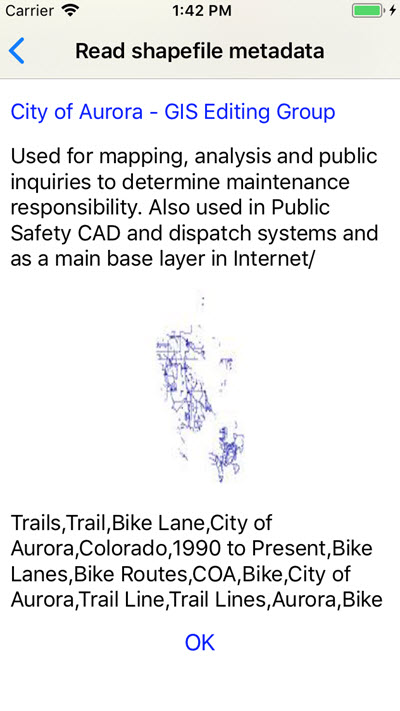 Carrier 1:42 PM
Read shapefile metadata
City of Aurora - GIS Editing Group
Used for mapping, analysis and public
inquiries to determine maintenance
responsibility. Also used in Public
Safety CAD and dispatch systems and
as a main base layer in Internet/
Trails,Trail,Bike Lane,City of
Aurora,Colorado,1990 to Present,Bike
Lanes,Bike Routes,COA,Bike,City of
Aurora,Trail Line,Trail Lines,Aurora,Bike
OK